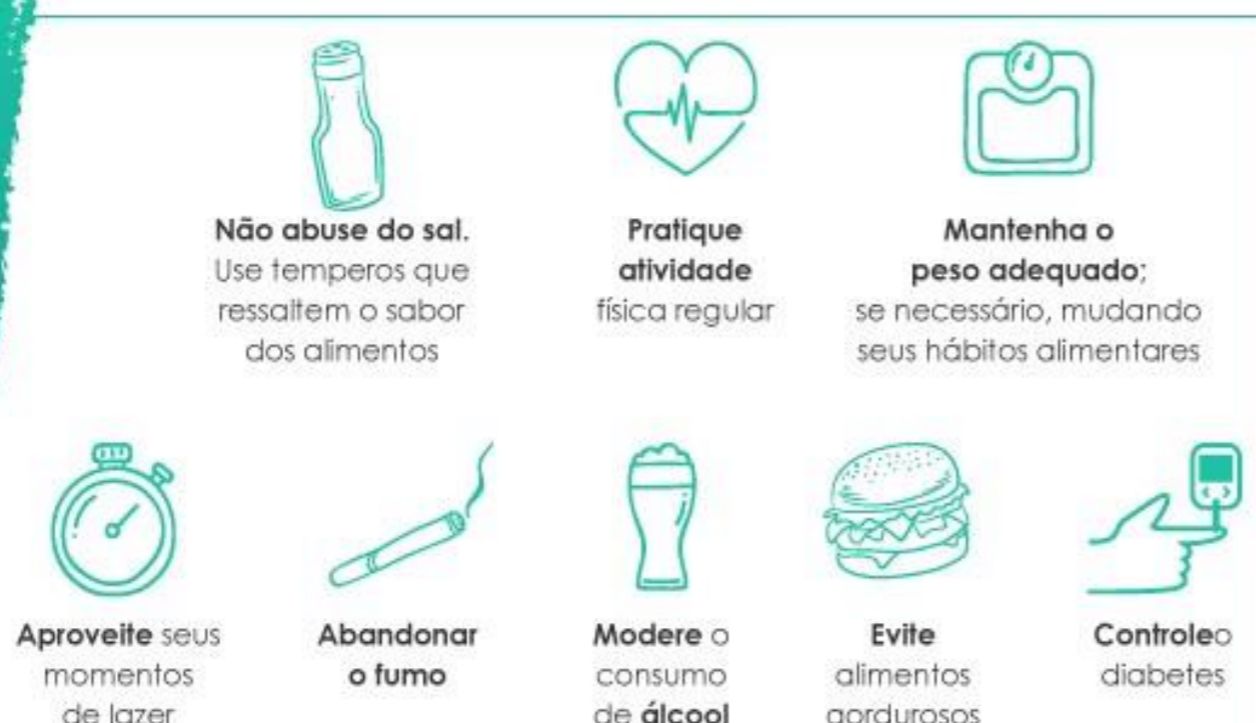 Não abuse do sal.
Use temperos que
ressaltem o sabor
dos alimentos
Pratique
atividade
física regular
Mantenha o
peso adequado;
se necessário, mudando
seus hábitos alimentares
Aproveite seus
momentos
de lazer
Abandonar
o fumo
Modere o
consumo
de álcool
Evite
alimentos
gordurosos
Controleo
diabetes